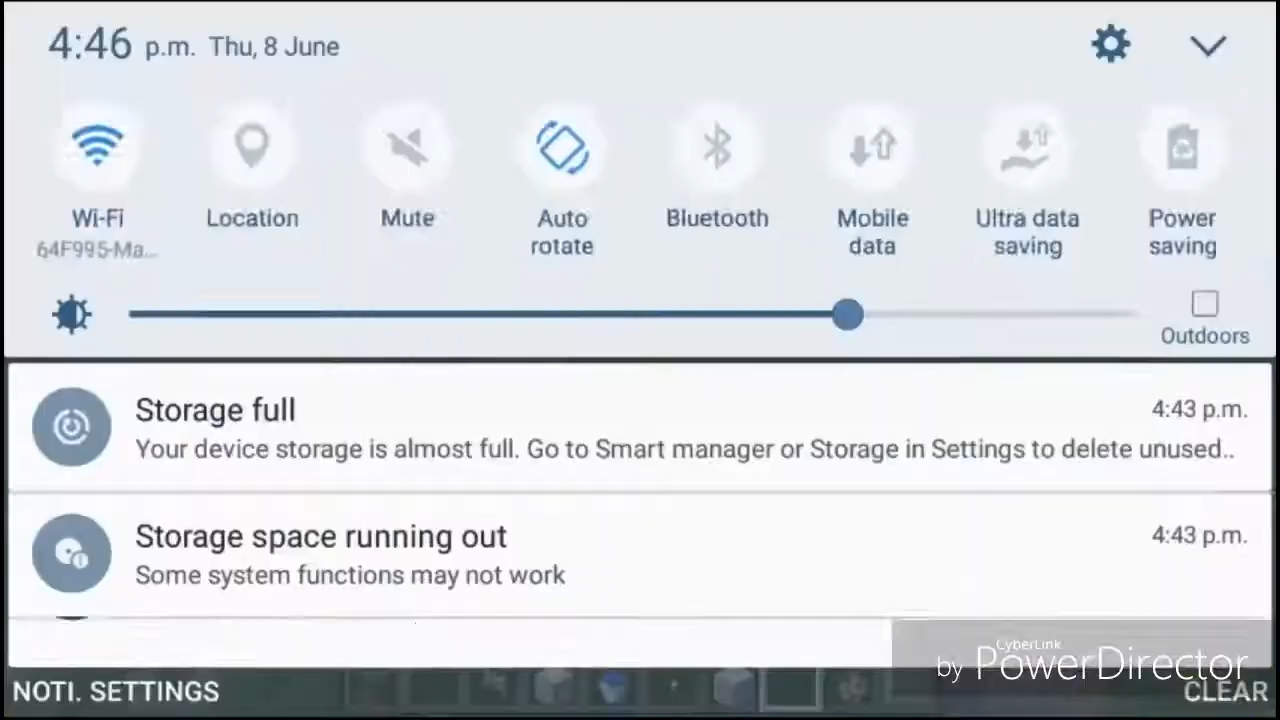 4:46 p.m. Thu, 8 June
Wi-Fi
64F995-Ma...
Location
Mute
Auto
rotate
Bluetooth
Mobile
data
Ultra data
saving
Power
saving
Outdoors
Storage full
4:43 p.m.
Your device storage is almost full. Go to Smart manager or Storage in Settings to delete unused..
Storage space running out
4:43 p.m.
Some system functions may not work
CyberLink
by PowerDirector
NOTI. SETTINGS
CLEAR